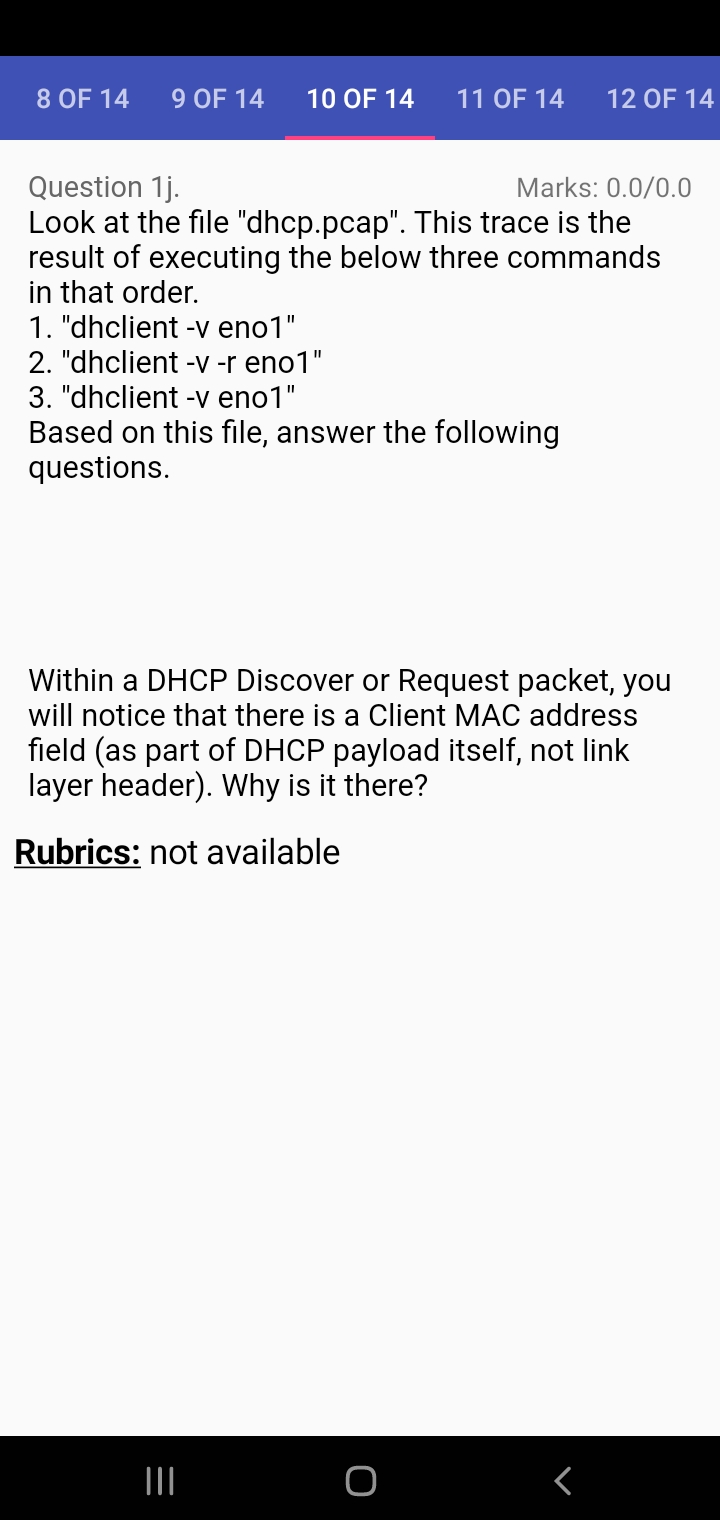 8 OF 14 9 OF 14 10 OF 14 11 OF 14 12 OF 14
Question 1j. Marks: 0.0/0.0
Look at the file "dhcp.pcap". This trace is the
result of executing the below three commands
in that order.
1. "dhclient -v eno1"
2. "dhclient -v -r eno1"
3. "dhclient -v eno1"
Based on this file, answer the following
questions.
Within a DHCP Discover or Request packet, you
will notice that there is a Client MAC address
field (as part of DHCP payload itself, not link
layer header). Why is it there?
Rubrics: not available